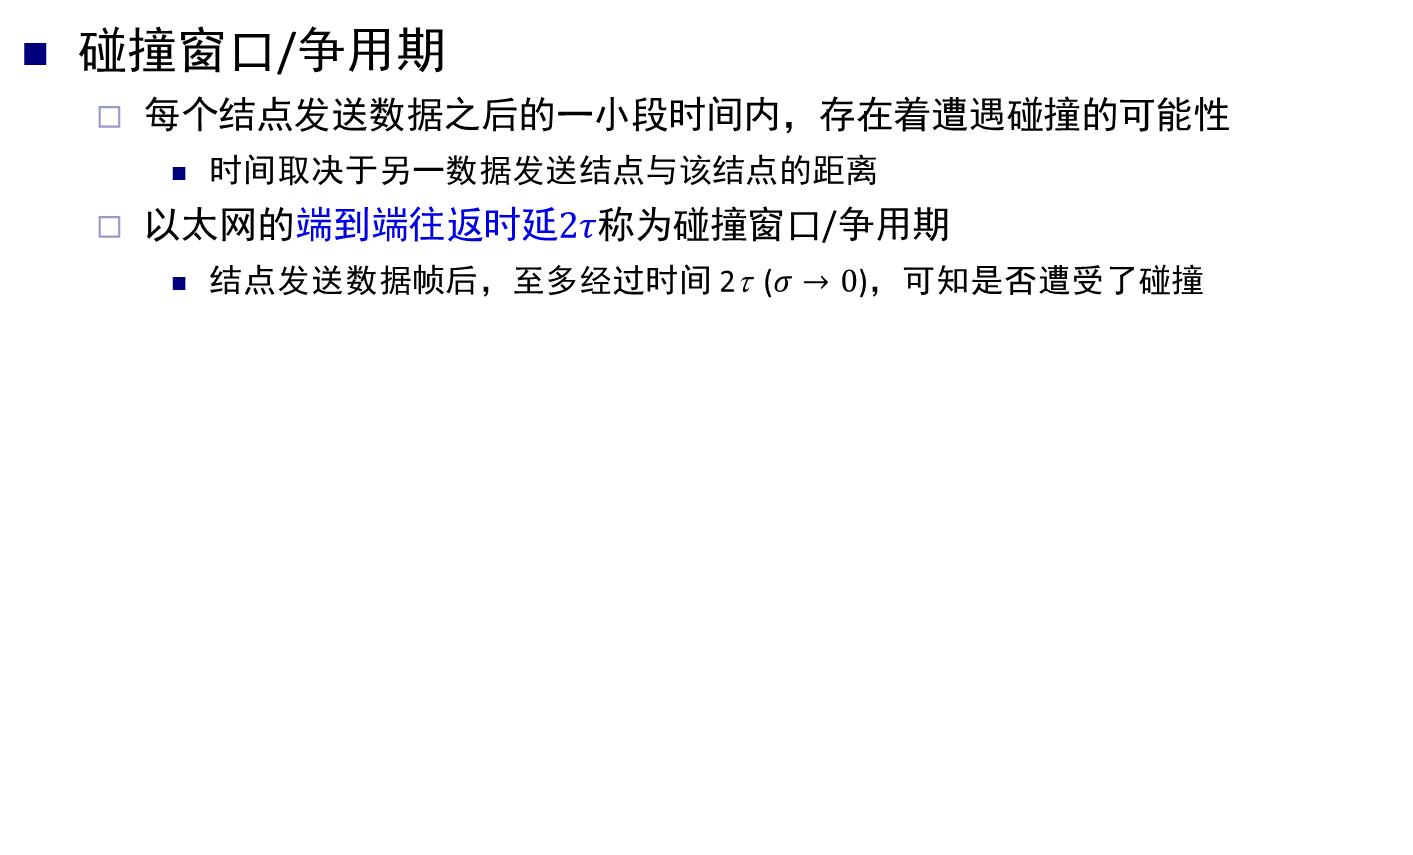 碰撞窗口/争用期
每个结点发送数据之后的一小段时间内，存在着遭遇碰撞的可能性
时间取决于另一数据发送结点与该结点的距离
以太网的端到端往返时延2τ称为碰撞窗口/争用期
结点发送数据帧后，至多经过时间 2τ (σ → 0)，可知是否遭受了碰撞